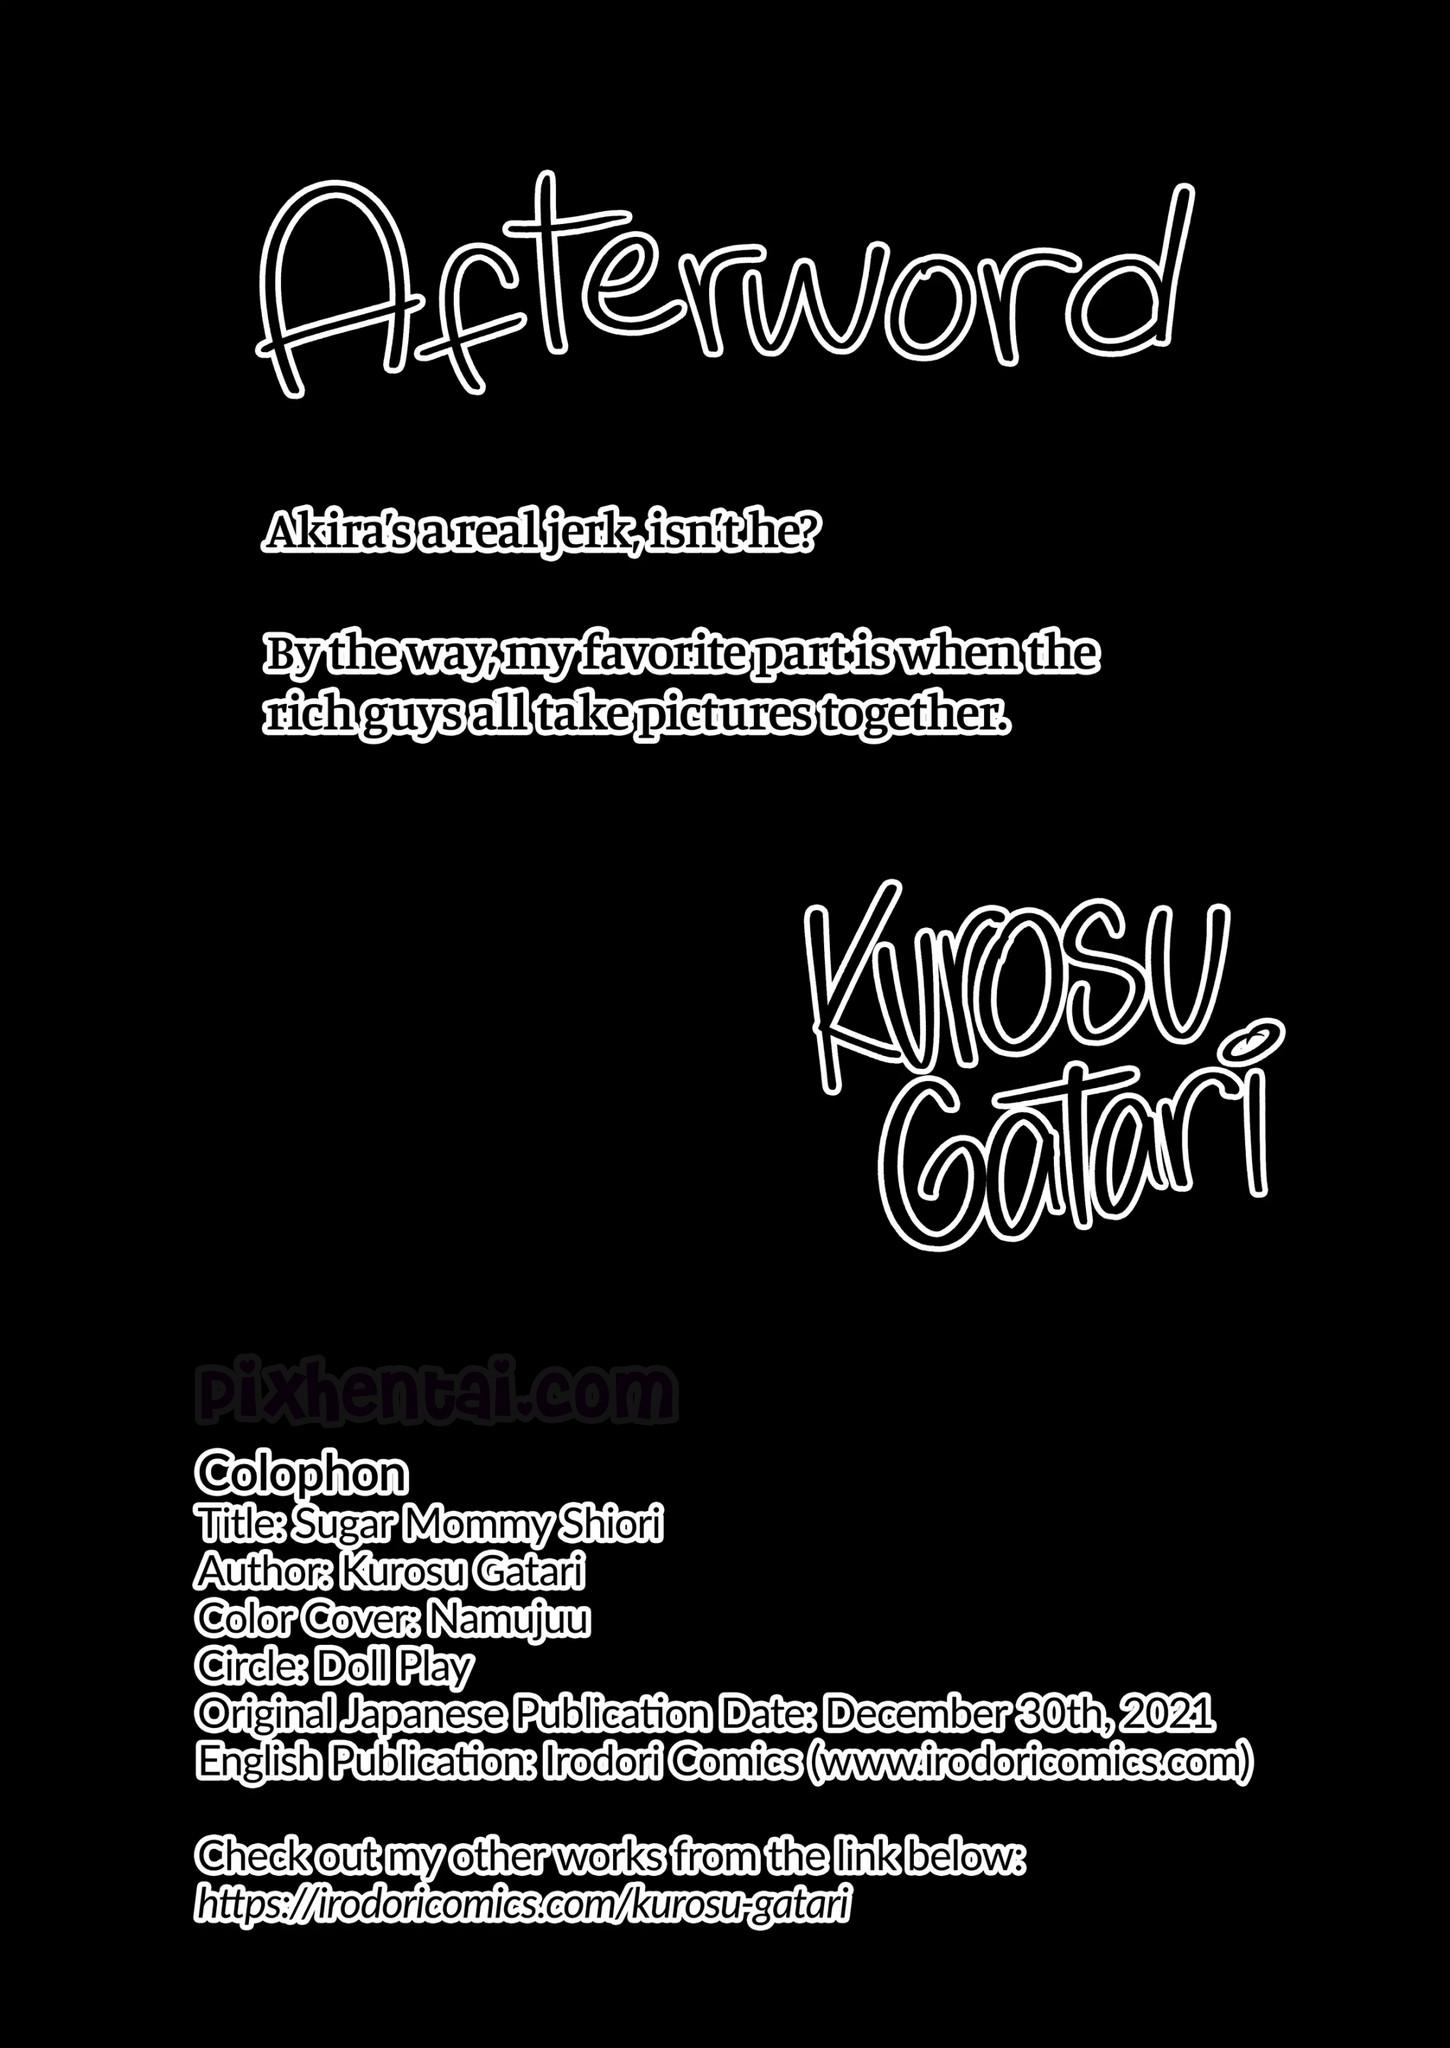 Afterword
Akira's a real jerk, isn't he?
By the way, my favorite part is when the
rich guys all take pictures together.
Kurosu
Gatari
pixhentai.com
Colophon
Title: Sugar Mommy Shiori
Author: Kurosu Gatari
Color Cover: Namujuu
Circle: Doll Play
Original Japanese Publication Date: December 30th, 2021
English Publication: Irodori Comics (www.irodoricomics.com)
Check out my other works from the link below:
https://irodoricomics.com/kurosu-gatari